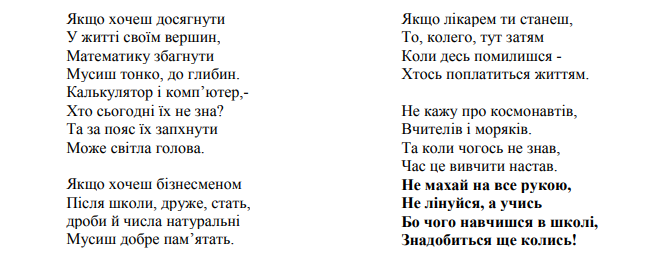 Якщо хочеш досягнути
У житті своїм вершин,
Математику збагнути
Мусиш тонко, до глибин.
Калькулятор і комп’ютер,-
Хто сьогодні їх не зна?
Та за пояс їх запхнути
Може світла голова.
Якщо хочеш бізнесменом
Після школи, друже, стать,
дроби й числа натуральні
Мусиш добре пам’ятать.
Якщо лікарем ти станеш,
То, колего, тут затям
Коли десь помилишся -
Хтось поплатиться життям.
Не кажу про космонавтів,
Вчителів і моряків.
Та коли чогось не знав,
Час це вивчити настав.
Не махай на все рукою,
Не лінуйся, а учись
Бо чого навчишся в школі,
Знадобиться ще колись!